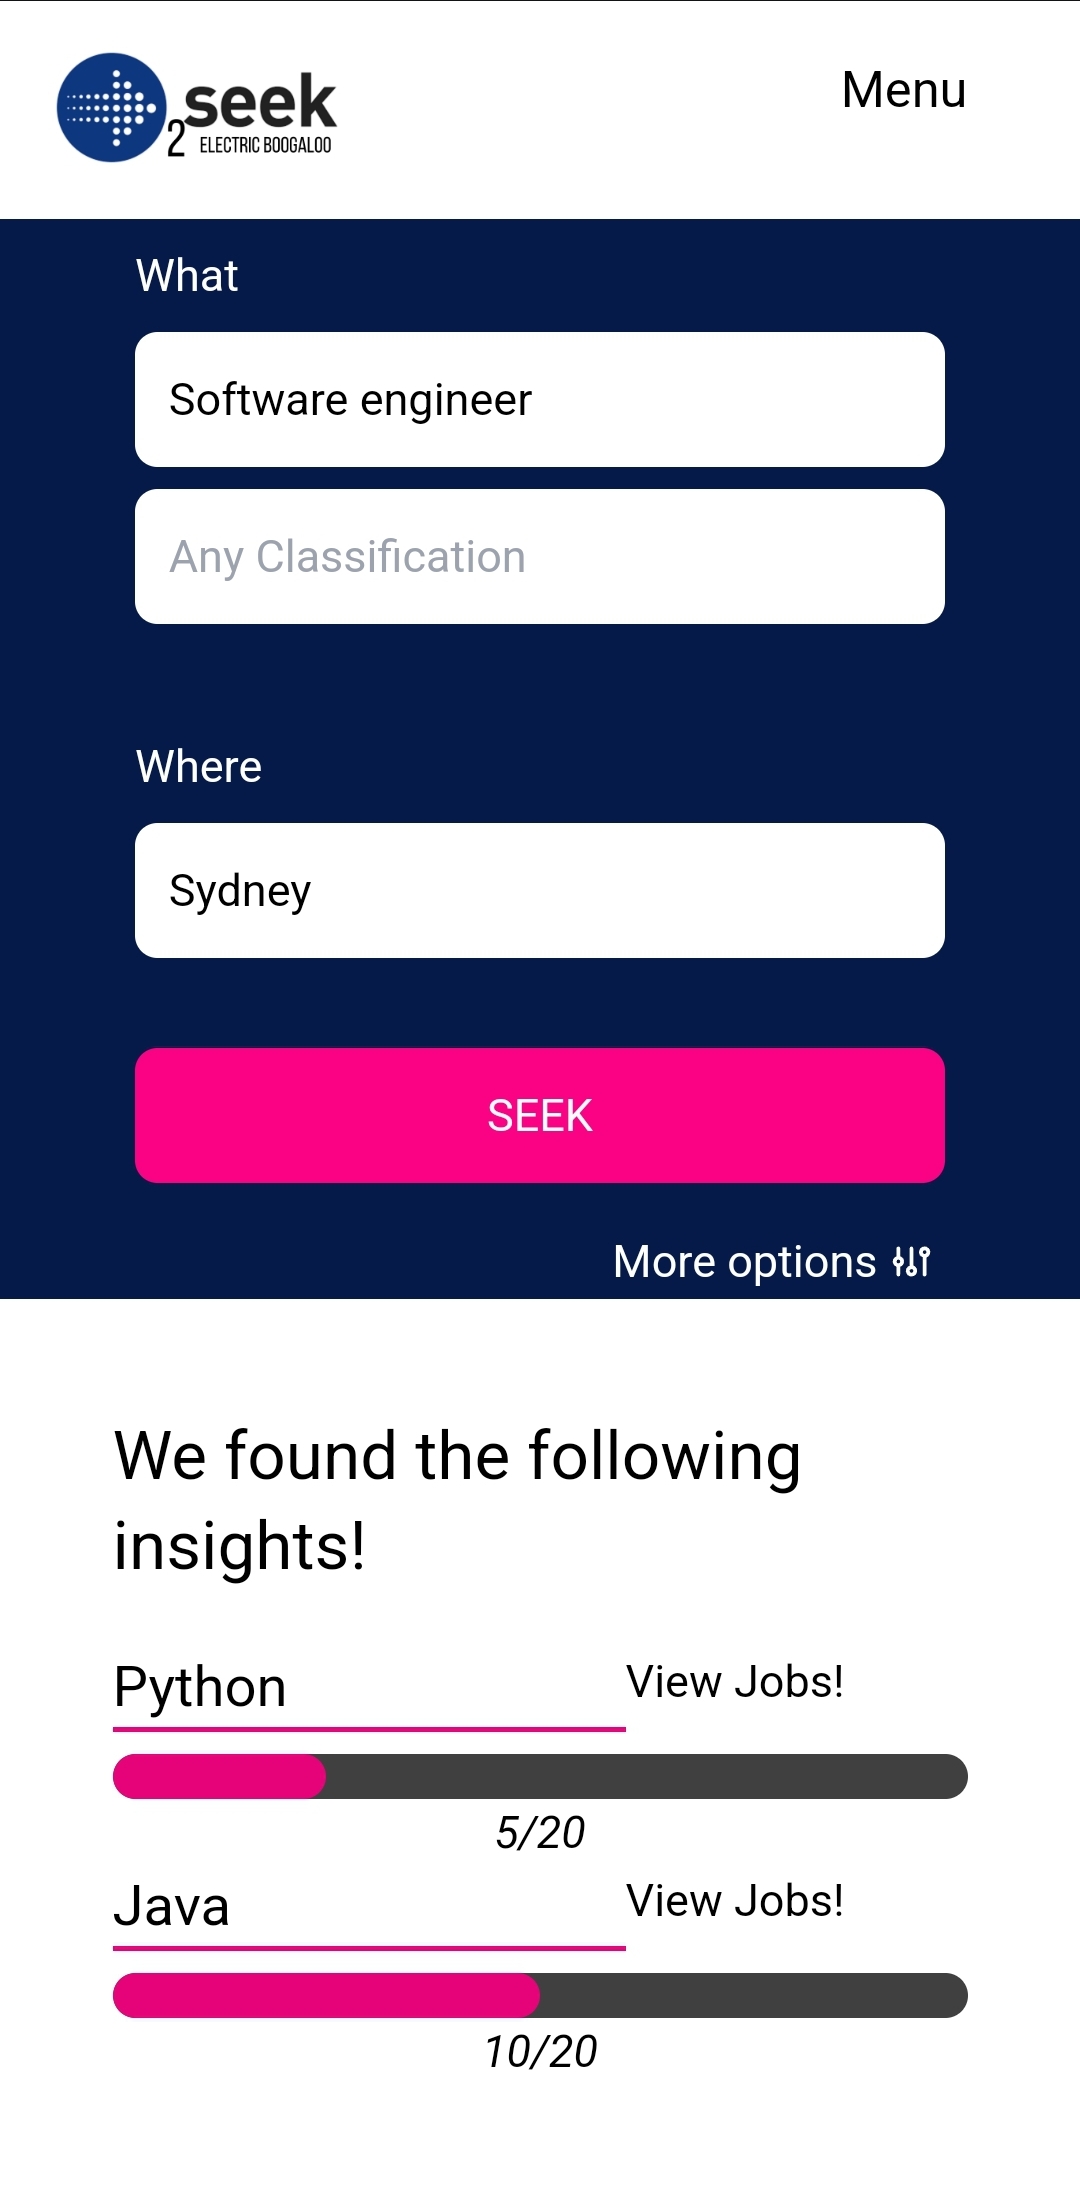 seek
2 ELECTRIC BOOGALOO
Menu
What
Software engineer
Any Classification
Where
Sydney
SEEK
More options
We found the following
insights!
Python
View Jobs!
5/20
Java
View Jobs!
10/20